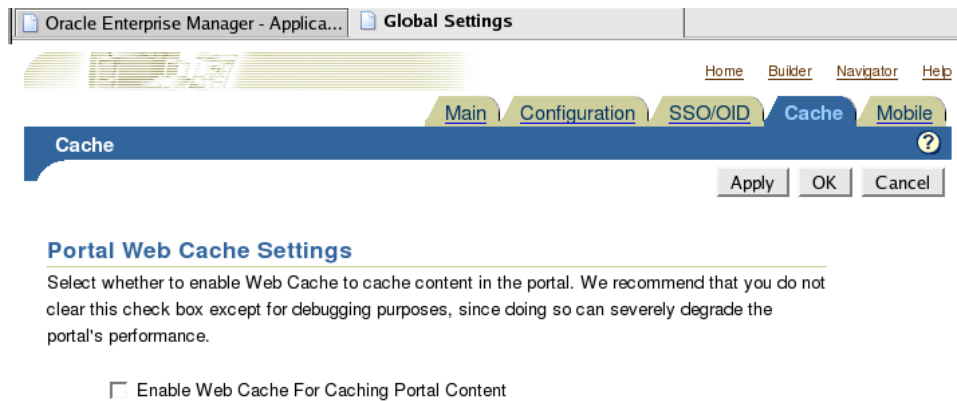 Oracle Enterprise Manager - Applica... Global Settings
Home Builder Navigator Help
Main Configuration SSO/OID Cache Mobile
Cache ?
Apply OK Cancel
Portal Web Cache Settings
Select whether to enable Web Cache to cache content in the portal. We recommend that you do not
clear this check box except for debugging purposes, since doing so can severely degrade the
portal's performance.
Enable Web Cache For Caching Portal Content